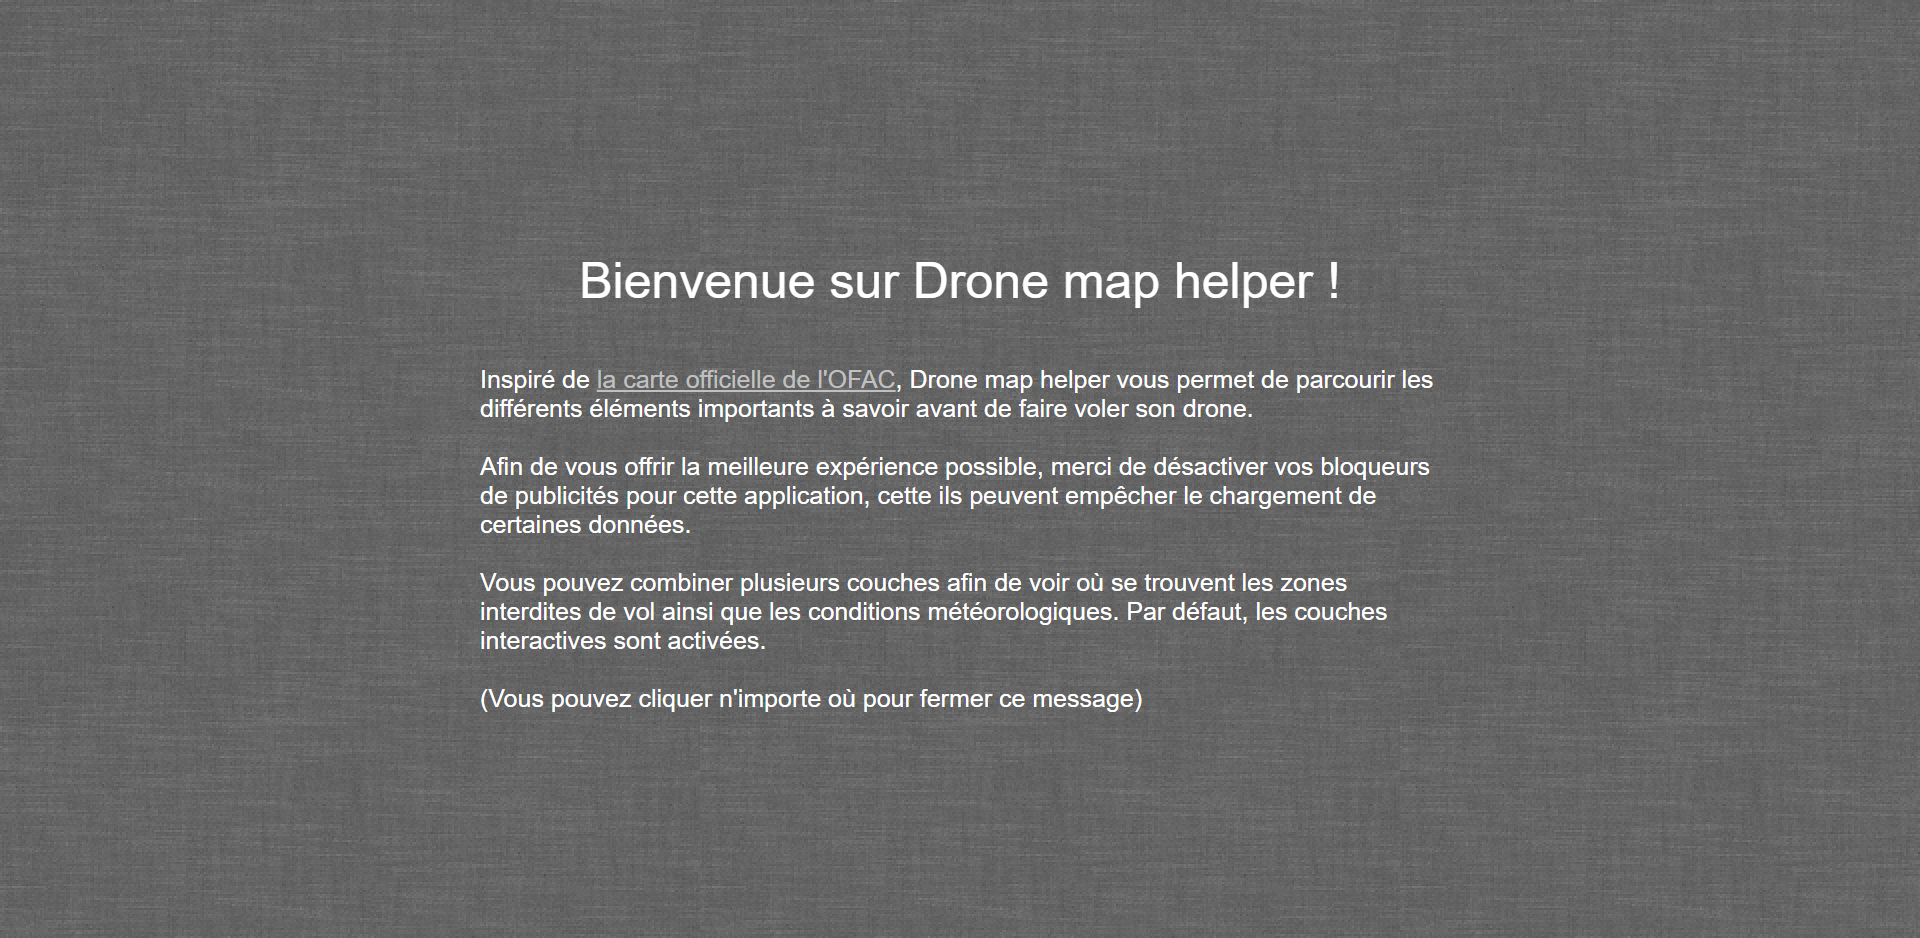 Bienvenue sur Drone map helper !
Inspiré de la carte officielle de l'OFAC, Drone map helper vous permet de parcourir les
différents éléments importants à savoir avant de faire voler son drone.
Afin de vous offrir la meilleure expérience possible, merci de désactiver vos bloqueurs
de publicités pour cette application, cette ils peuvent empêcher le chargement de
certaines données.
Vous pouvez combiner plusieurs couches afin de voir où se trouvent les zones
interdites de vol ainsi que les conditions météorologiques. Par défaut, les couches
interactives sont activées.
(Vous pouvez cliquer n'importe où pour fermer ce message)